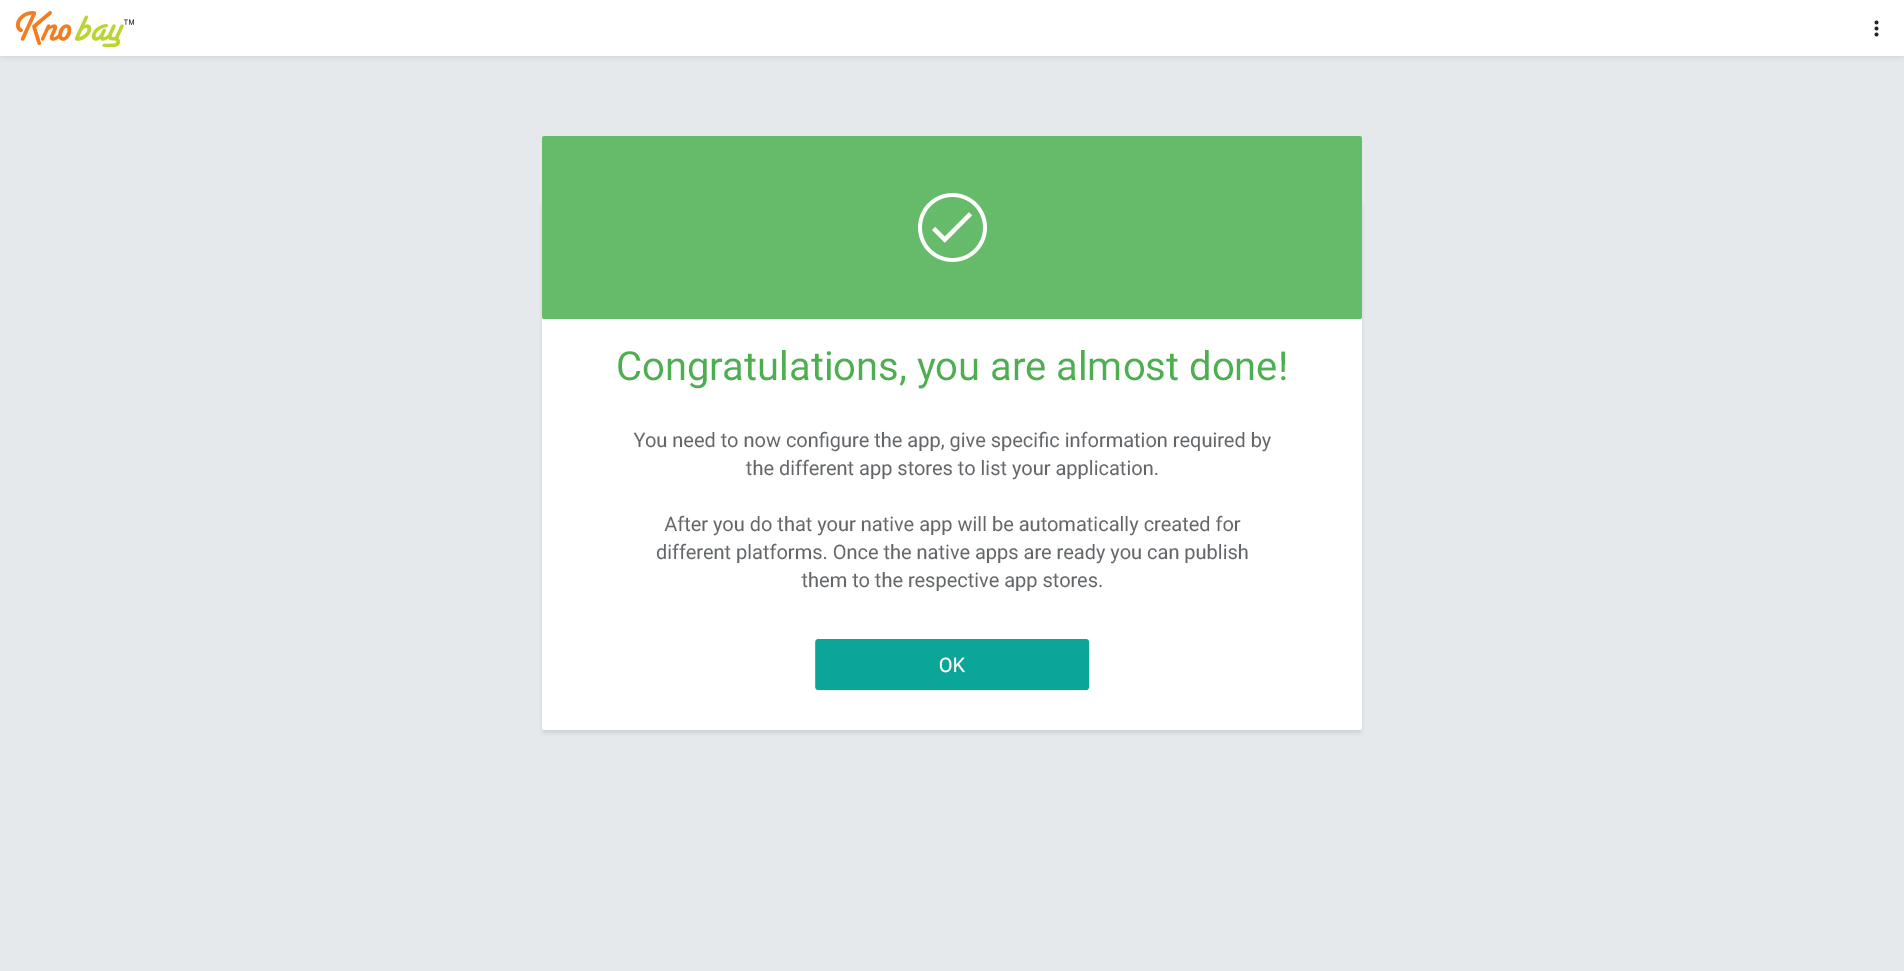 Kno bay™
Congratulations, you are almost done!
You need to now configure the app, give specific information required by
the different app stores to list your application.
After you do that your native app will be automatically created for
different platforms. Once the native apps are ready you can publish
them to the respective app stores.
OK